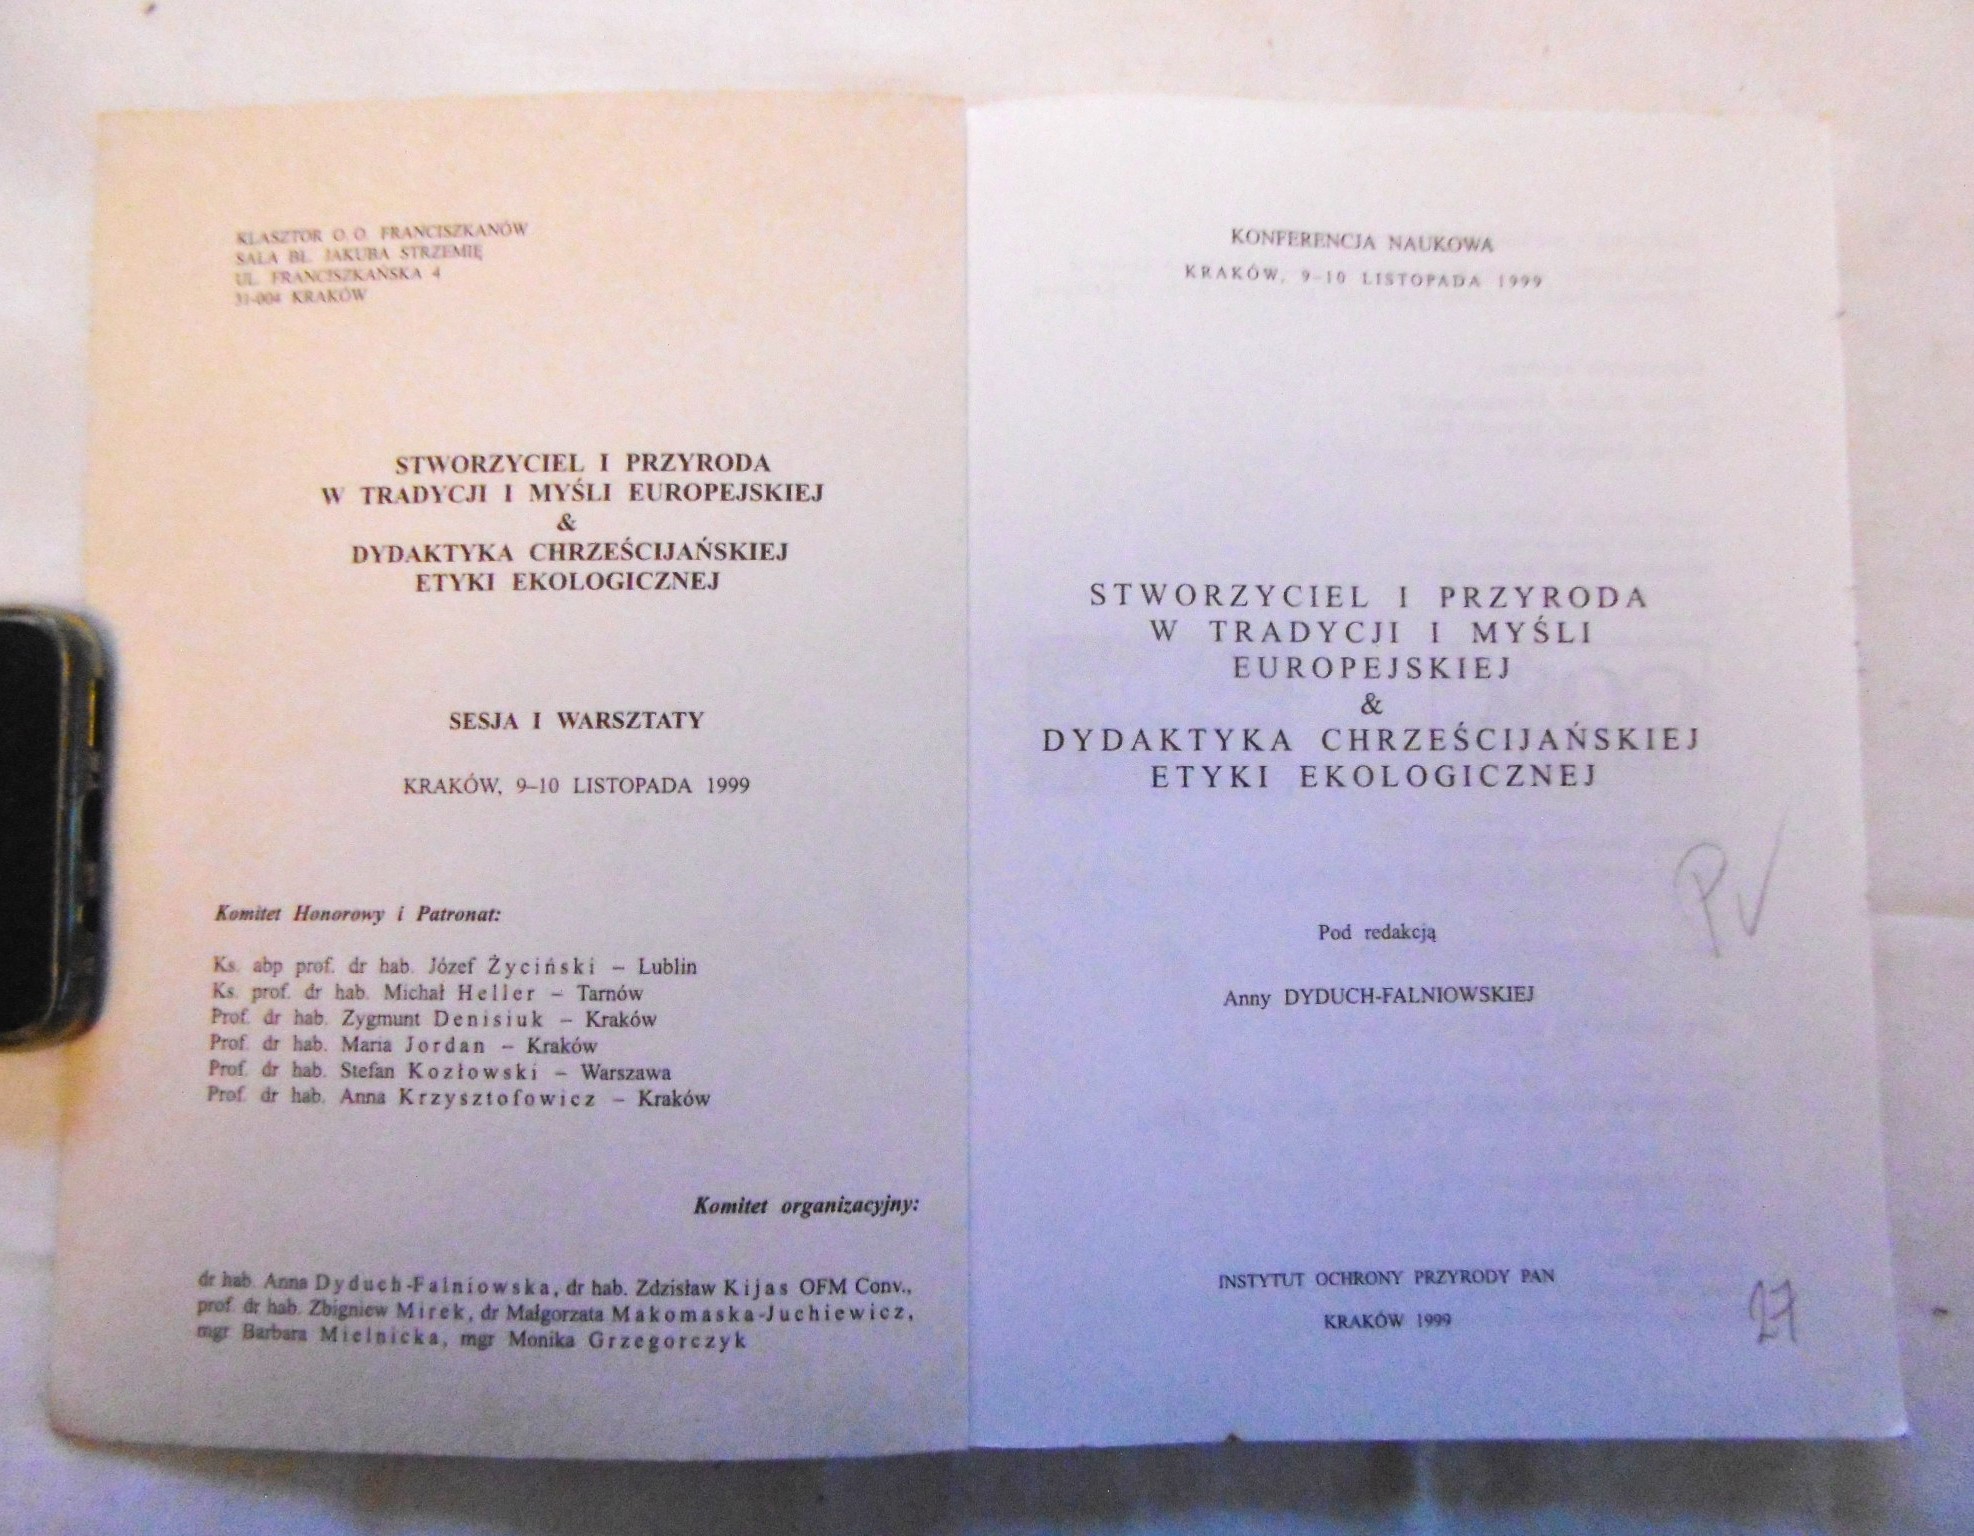 KLASZTOR O.O. FRANCISZKANÓW
SALA BL. JAKUBA STRZEMIĘ
UL. FRANCISZKAŃSKA 4
31-004 KRAKÓW
STWORZYCIEL I PRZYRODA
W TRADYCJI I MYŚLI EUROPEJSKIEJ
&
DYDAKTYKA CHRZEŚCIJAŃSKIEJ
ETYKI EKOLOGICZNEJ
SESJA I WARSZTATY
KRAKÓW, 9–10 LISTOPADA 1999
Komitet Honorowy i Patronat:
Ks. abp prof. dr hab. Józef Życiński – Lublin
Ks. prof. dr hab. Michał Heller – Tarnów
Prof. dr hab. Zygmunt Denisiuk – Kraków
Prof. dr hab. Maria Jordan – Kraków
Prof. dr hab. Stefan Kozłowski – Warszawa
Prof. dr hab. Anna Krzysztofowicz – Kraków
Komitet organizacyjny:
dr hab. Anna Dyduch-Falniowska, dr hab. Zdzisław Kijas OFM Conv.,
prof. dr hab. Zbigniew Mirek, dr Małgorzata Makomaska-Juchiewicz,
mgr Barbara Mielnicka, mgr Monika Grzegorczyk
KONFERENCJA NAUKOWA
KRAKÓW, 9–10 LISTOPADA 1999
STWORZYCIEL I PRZYRODA
W TRADYCJI I MYŚLI
EUROPEJSKIEJ
&
DYDAKTYKA CHRZEŚCIJAŃSKIEJ
ETYKI EKOLOGICZNEJ
Pod redakcją
Anny DYDUCH-FALNIOWSKIEJ
INSTYTUT OCHRONY PRZYRODY PAN
KRAKÓW 1999
27